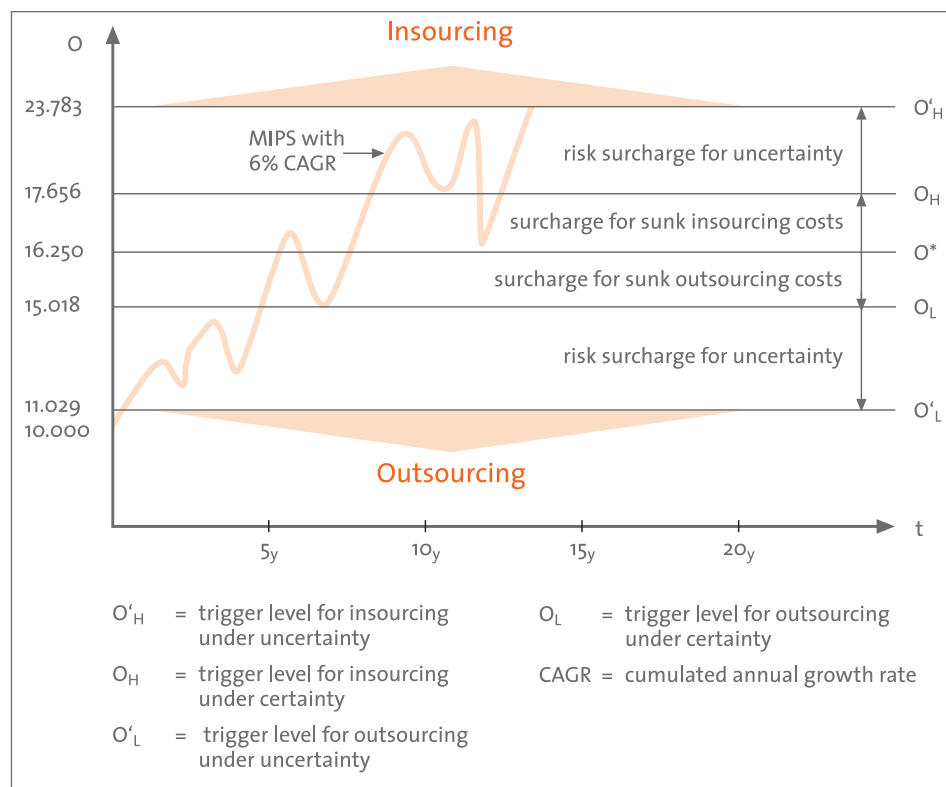 Insourcing
O
23.783
O‘H
MIPS with
6% CAGR
risk surcharge for uncertainty
17.656
OH
surcharge for sunk insourcing costs
16.250
O*
surcharge for sunk outsourcing costs
15.018
OL
risk surcharge for uncertainty
11.029
O‘L
10.000
Outsourcing
t
5y 10y 15y 20y
O‘H = trigger level for insourcing
under uncertainty
OH = trigger level for insourcing
under certainty
O‘L = trigger level for outsourcing
under uncertainty
OL = trigger level for outsourcing
under certainty
CAGR = cumulated annual growth rate